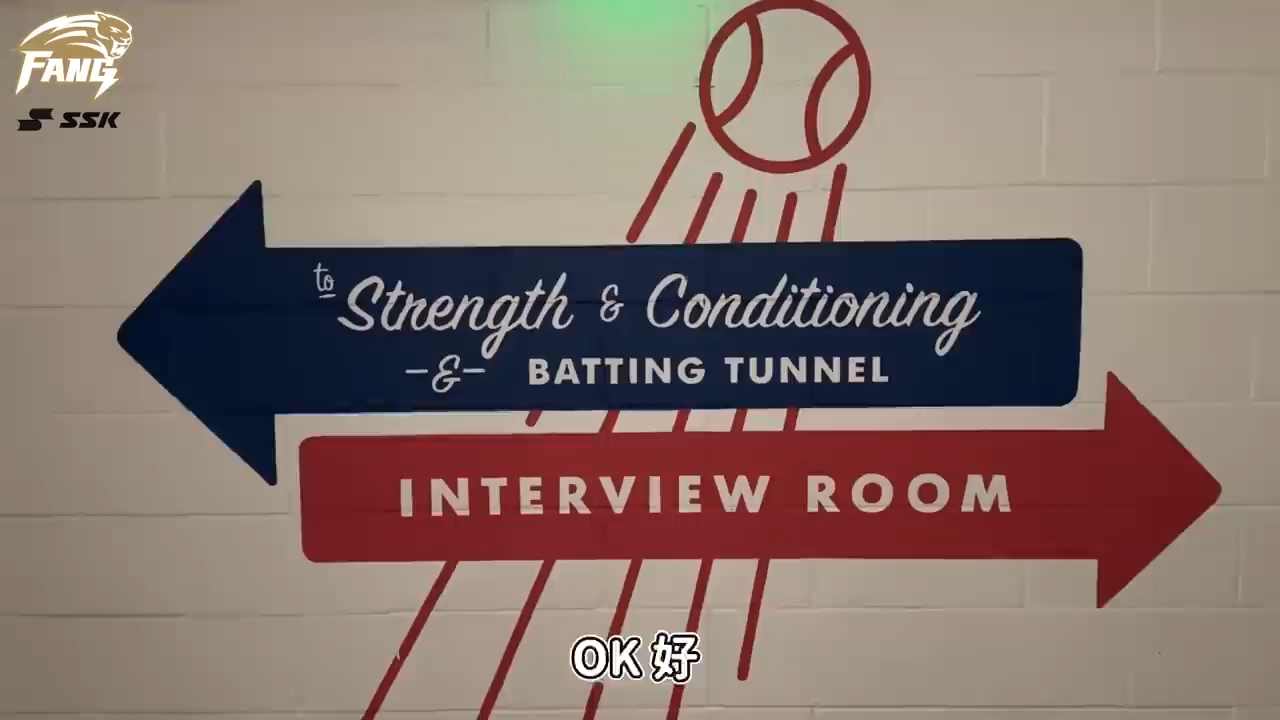 FANG
SSK
to Strength & Conditioning
-&- BATTING TUNNEL
INTERVIEW ROOM
OK 好